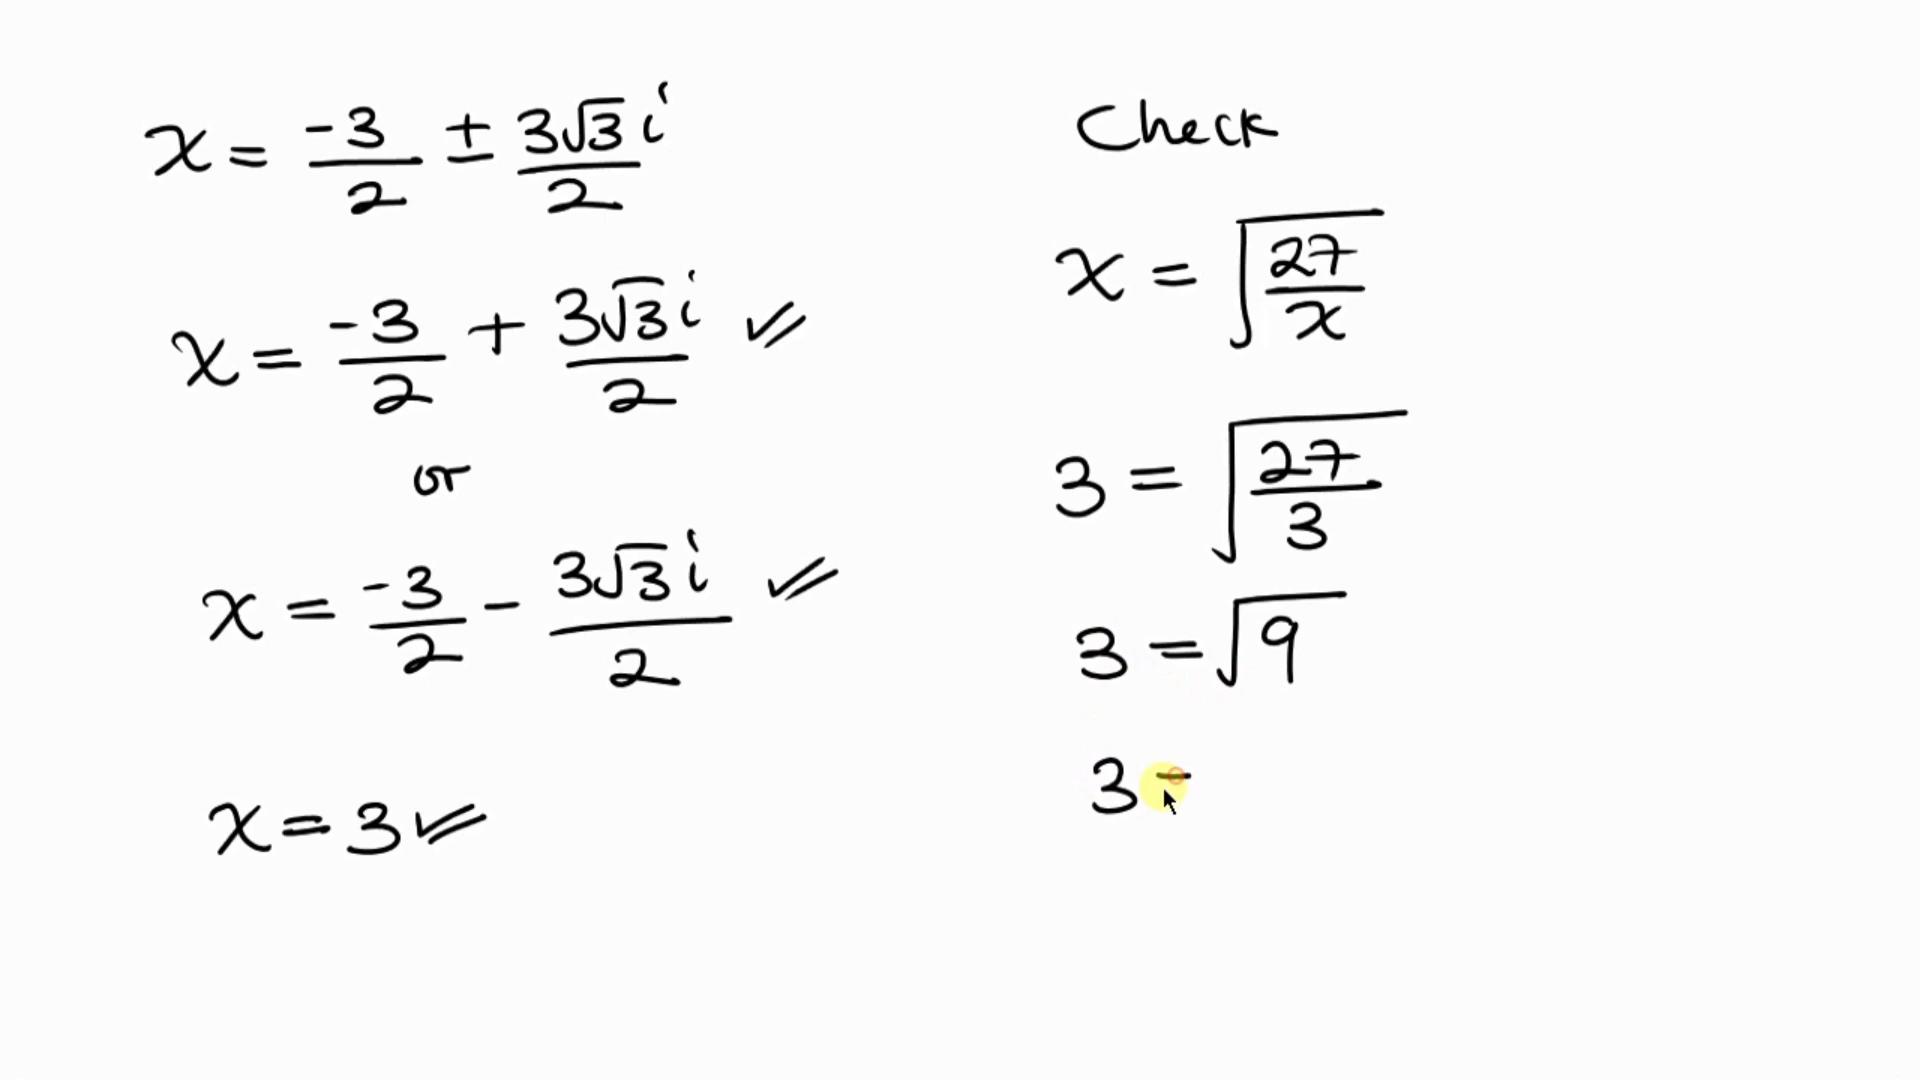 x = -3/2 ± 3√3 i/2
x = -3/2 + 3√3 i/2 ✓
or
x = -3/2 - 3√3 i/2 ✓
x = 3 ✓
Check
x = √(27/x)
3 = √(27/3)
3 = √9
3 -